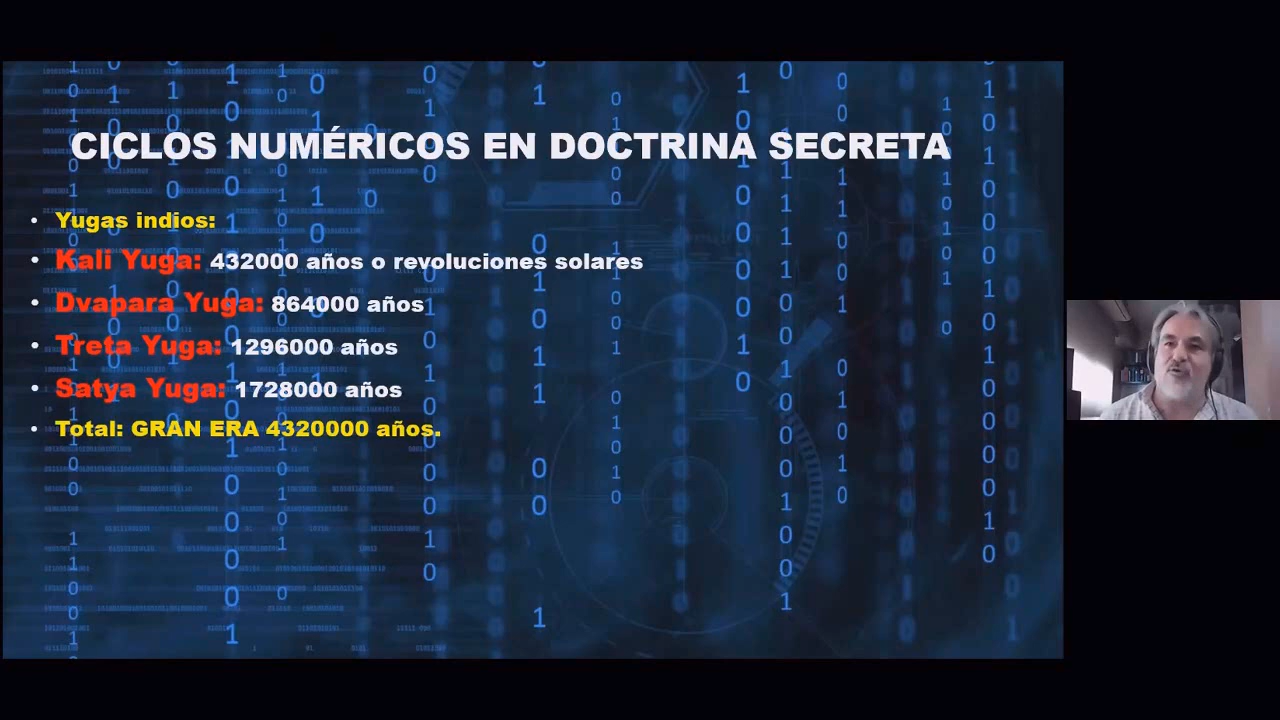 CICLOS NUMÉRICOS EN DOCTRINA SECRETA
• Yugas indios:
• Kali Yuga: 432000 años o revoluciones solares
• Dvapara Yuga: 864000 años
• Treta Yuga: 1296000 años
• Satya Yuga: 1728000 años
• Total: GRAN ERA 4320000 años.